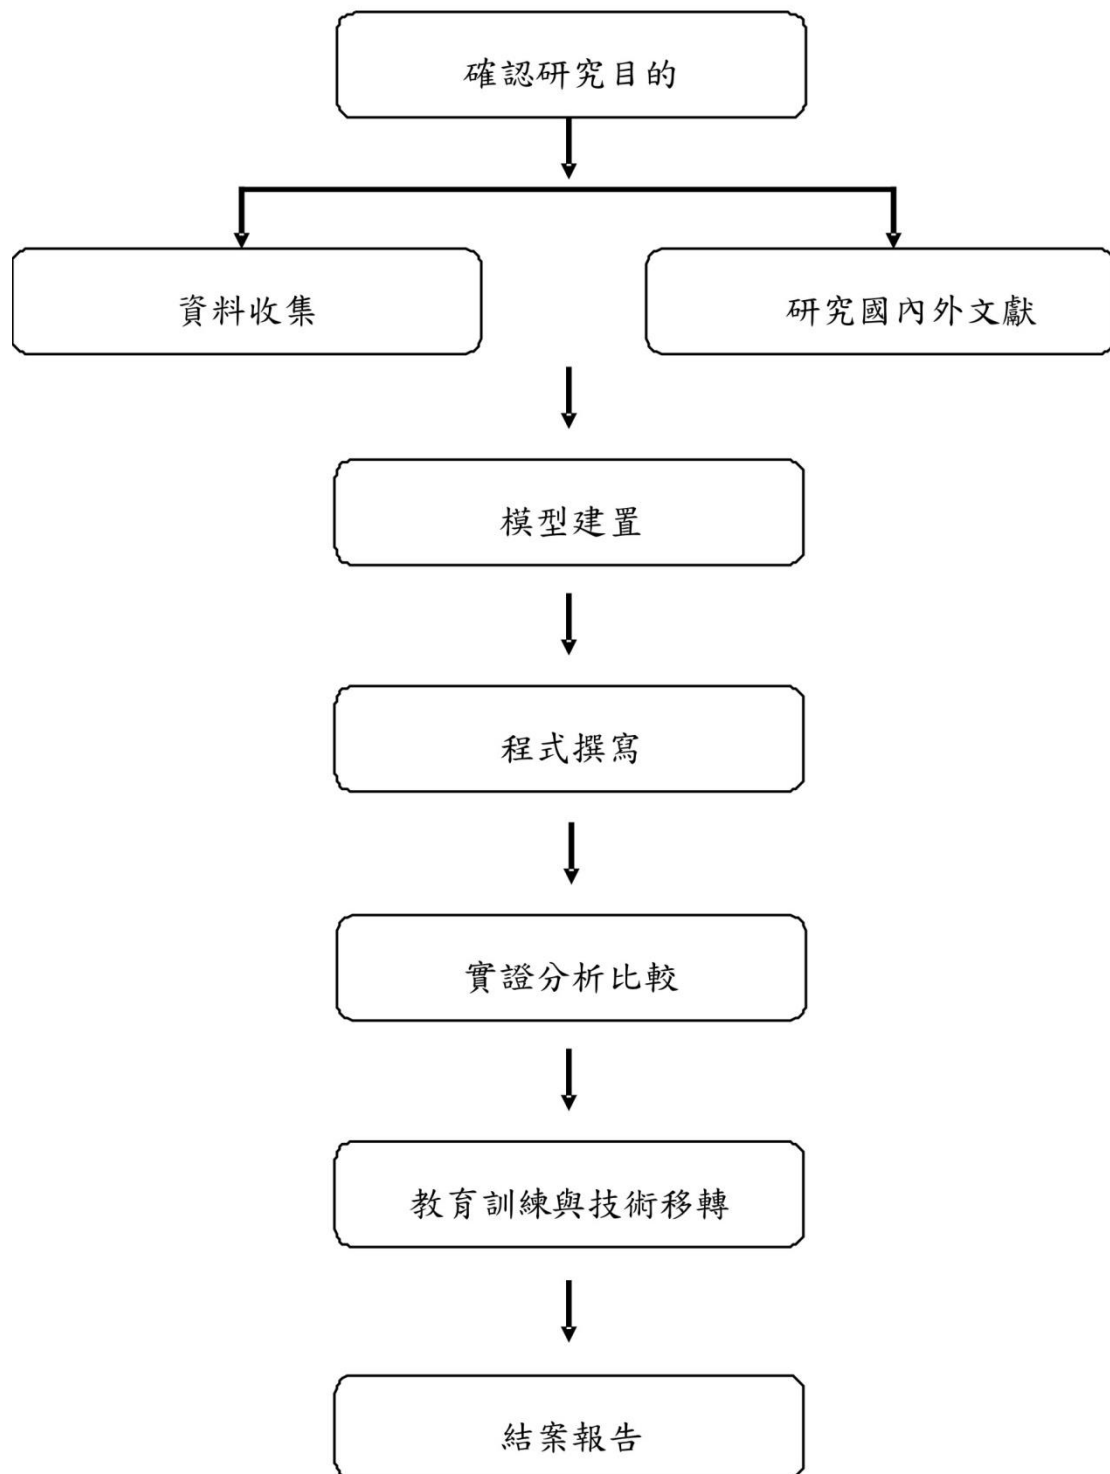 確認研究目的
資料收集
研究國內外文獻
模型建置
程式撰寫
實證分析比較
教育訓練與技術移轉
結案報告